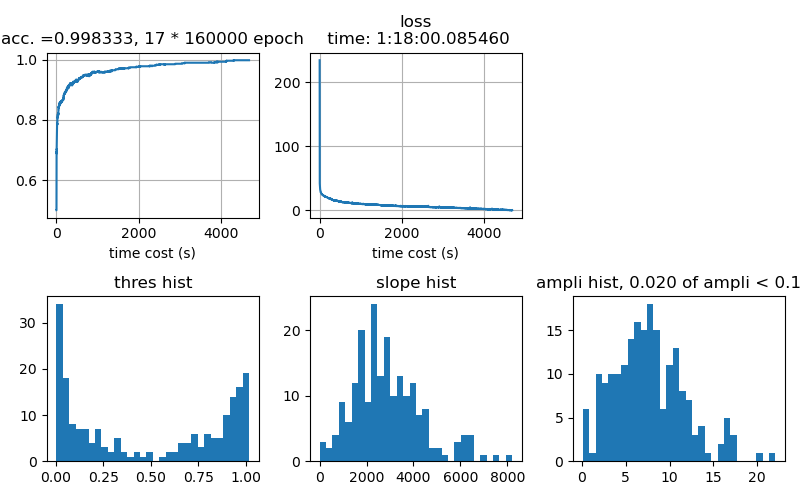 acc. =0.998333, 17 * 160000 epoch
loss
time: 1:18:00.085460
1.0
0.8
0.6
0 2000 4000
time cost (s)
200
100
0
0 2000 4000
time cost (s)
thres hist
slope hist
ampli hist, 0.020 of ampli < 0.1
30
20
10
0
0.00 0.25 0.50 0.75 1.00
20
10
0
0 2000 4000 6000 8000
15
10
5
0
0 5 10 15 20